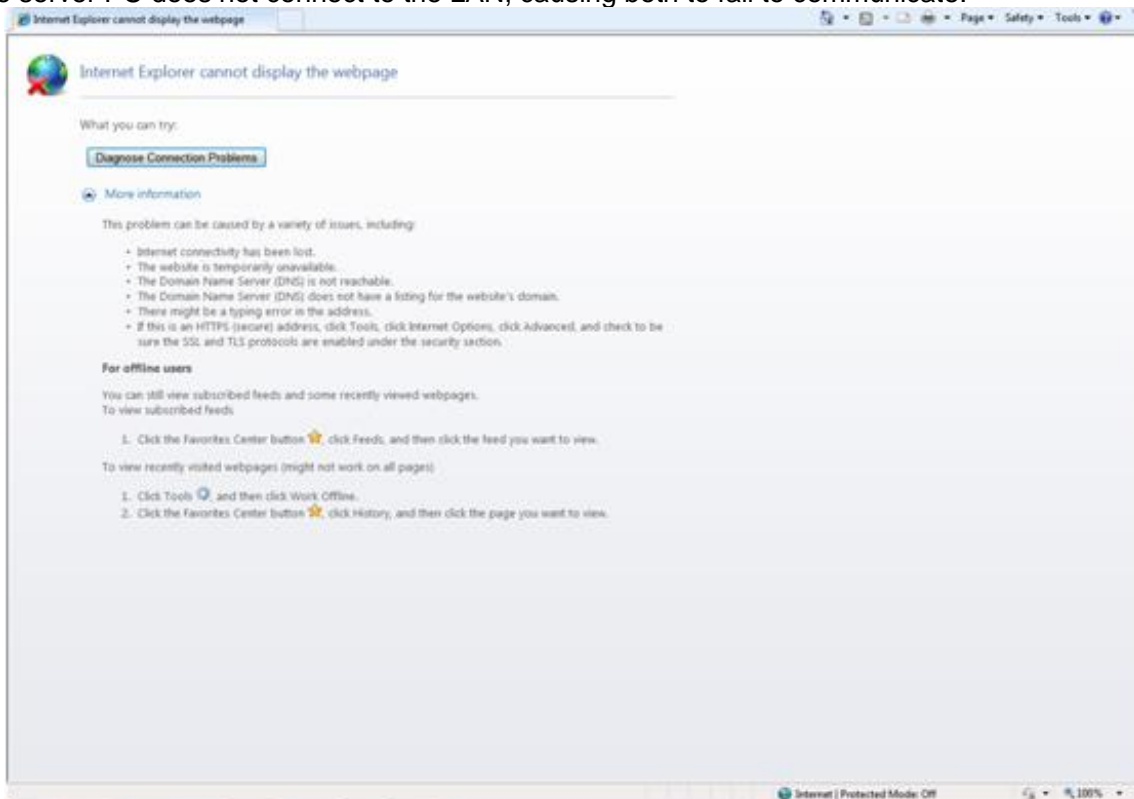 server PC does not connect to the LAN, causing both to fail to communicate.
Internet Explorer cannot display the webpage
Page Safety Tools
Internet Explorer cannot display the webpage
What you can try:
Diagnose Connection Problems
More information
This problem can be caused by a variety of issues, including:
• Internet connectivity has been lost.
• The website is temporarily unavailable.
• The Domain Name Server (DNS) is not reachable.
• The Domain Name Server (DNS) does not have a listing for the website's domain.
• There might be a typing error in the address.
• If this is an HTTPS (secure) address, click Tools, click Internet Options, click Advanced, and check to be
sure the SSL and TLS protocols are enabled under the security section.
For offline users
You can still view subscribed feeds and some recently viewed webpages.
To view subscribed feeds
1. Click the Favorites Center button , click Feeds, and then click the feed you want to view.
To view recently visited webpages (might not work on all pages)
1. Click Tools , and then click Work Offline.
2. Click the Favorites Center button , click History, and then click the page you want to view.
Internet | Protected Mode: Off
100%